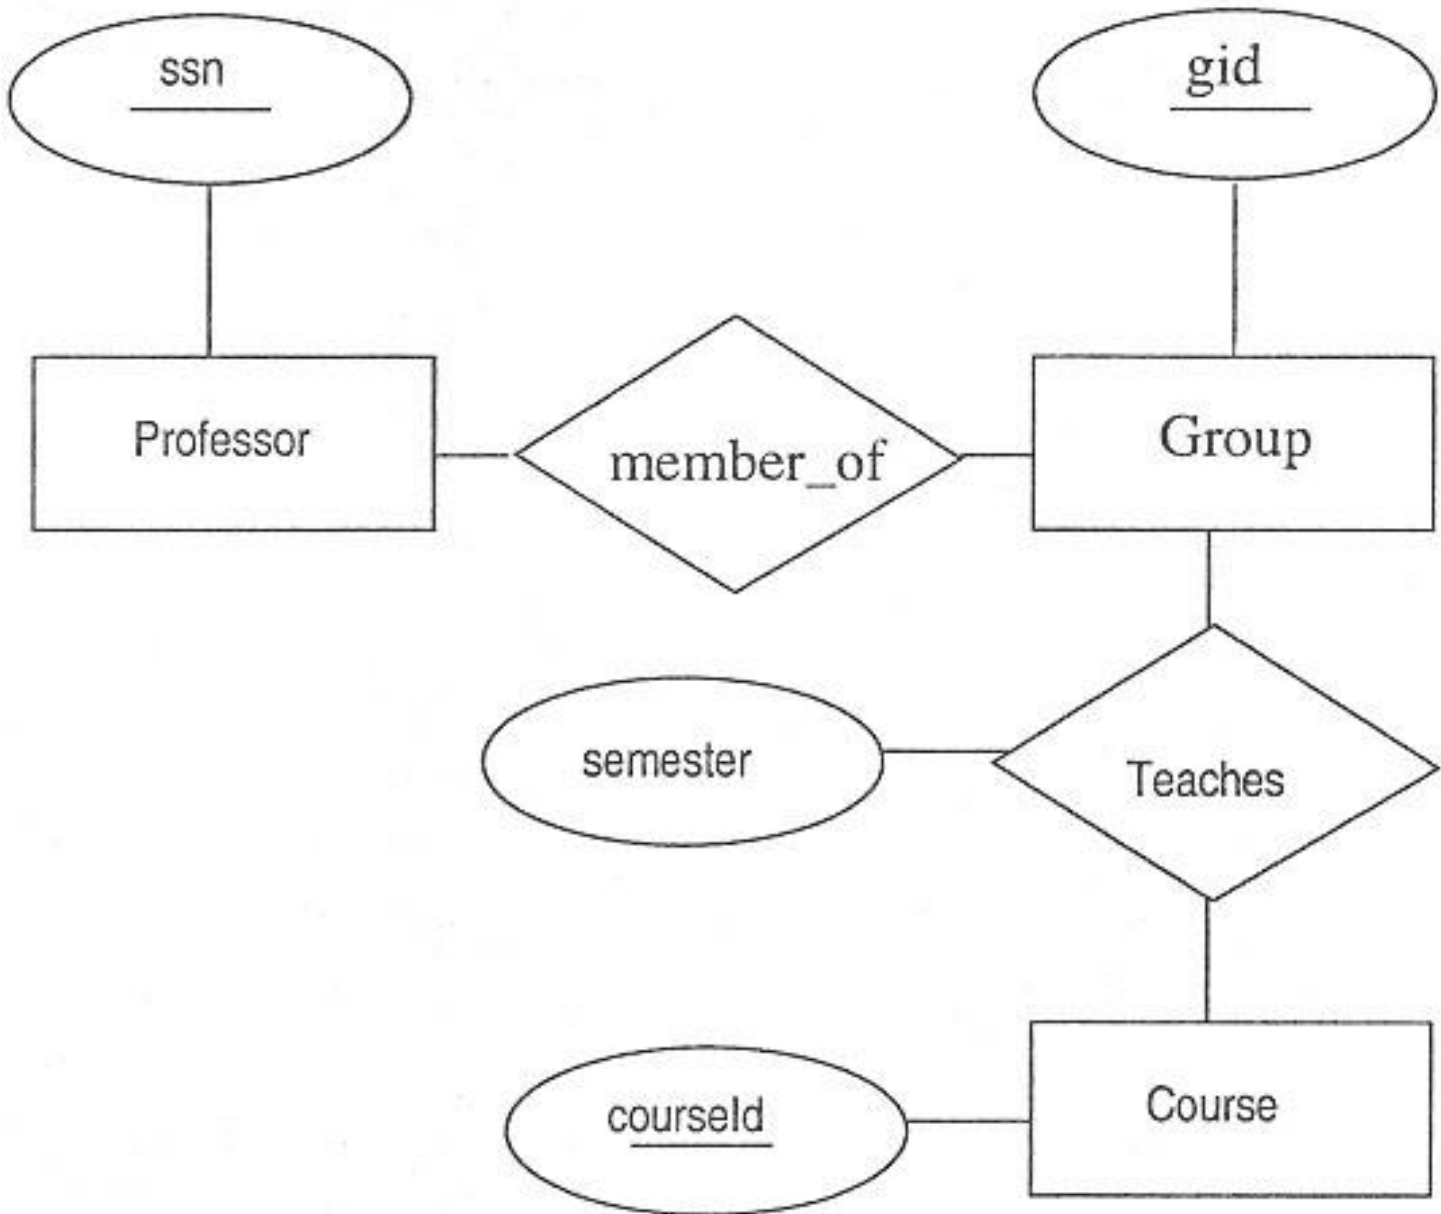 ssn
gid
Professor
member_of
Group
semester
Teaches
courseId
Course